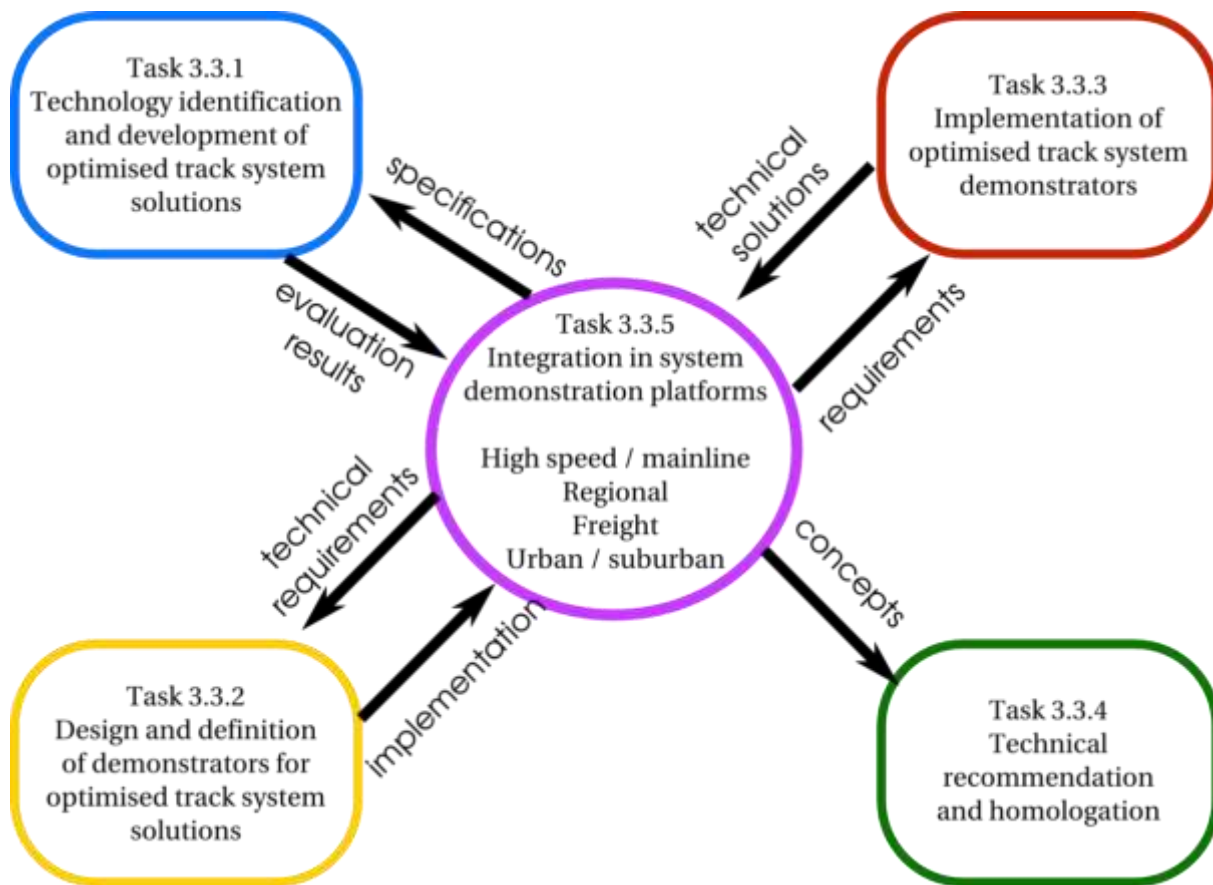 Task 3.3.1
Technology identification
and development of
optimised track system
solutions
Task 3.3.3
Implementation of
optimised track system
demonstrators
specifications
evaluation
results
technical
solutions
requirements
Task 3.3.5
Integration in system
demonstration platforms
High speed / mainline
Regional
Freight
Urban / suburban
technical
requirements
implementation
concepts
Task 3.3.2
Design and definition
of demonstrators for
optimised track system
solutions
Task 3.3.4
Technical
recommendation
and homologation